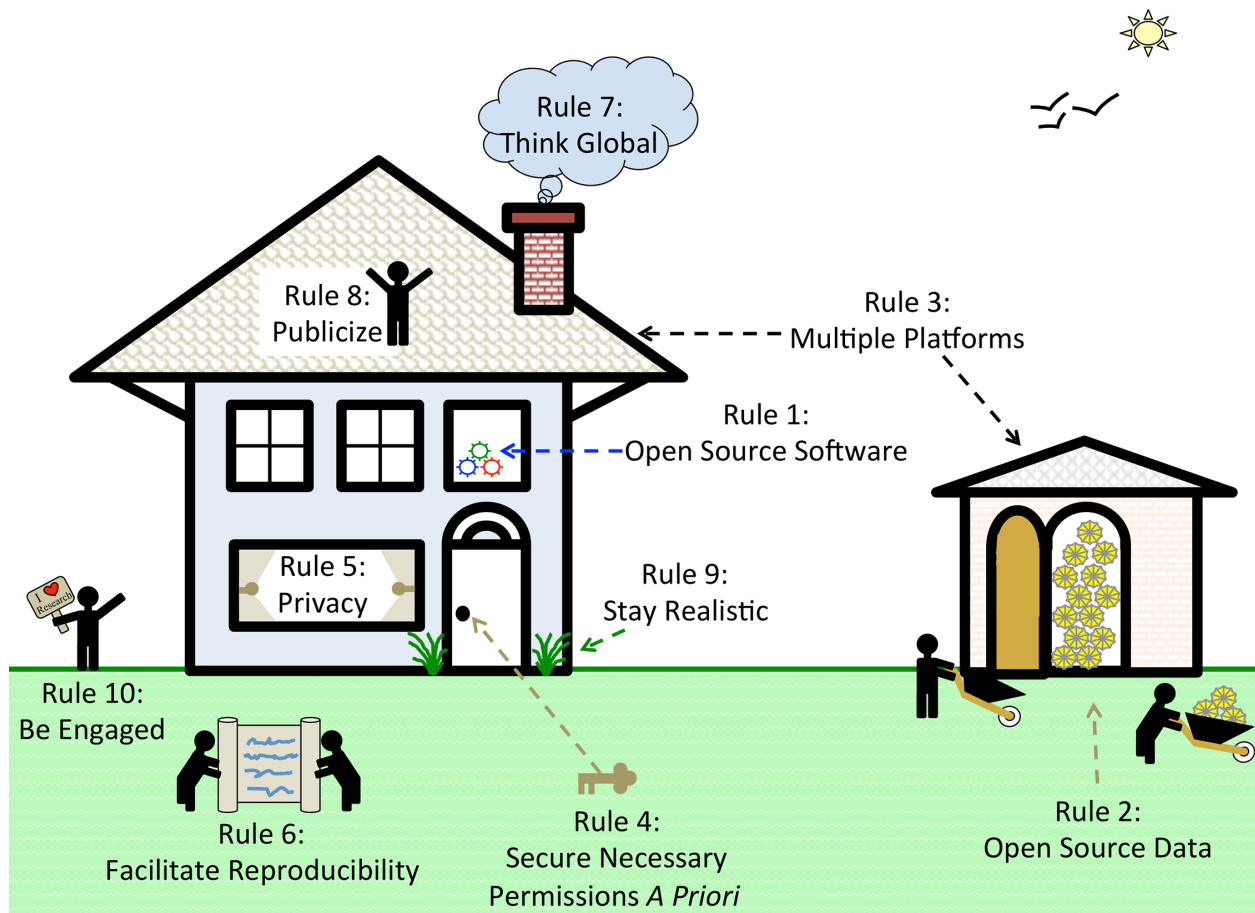 Rule 7:
Think Global
Rule 8:
Publicize
Rule 3:
Multiple Platforms
Rule 1:
Open Source Software
Rule 5:
Privacy
Rule 9:
Stay Realistic
I
Research
Rule 10:
Be Engaged
Rule 6:
Facilitate Reproducibility
Rule 4:
Secure Necessary
Permissions A Priori
Rule 2:
Open Source Data